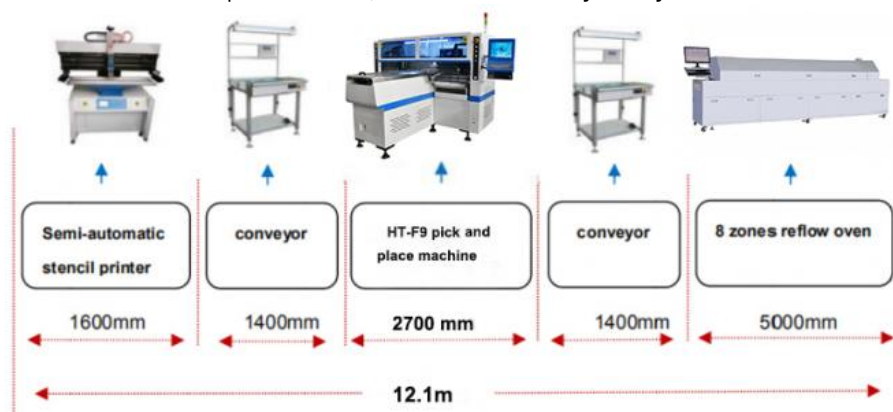 Semi-automatic
stencil printer
conveyor
HT-F9 pick and
place machine
conveyor
8 zones reflow oven
1600mm
1400mm
2700 mm
1400mm
5000mm
12.1m